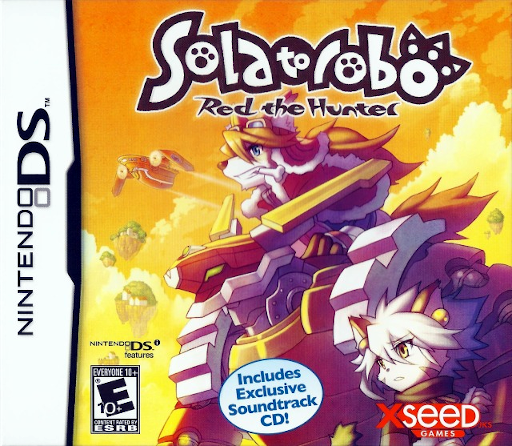 Solatorobo
Red the Hunter
NINTENDO DS™
NINTENDO DSi
features
EVERYONE 10+
E
10+
CONTENT RATED BY
ESRB
Includes
Exclusive
Soundtrack
CD!
XSEED
GAMES